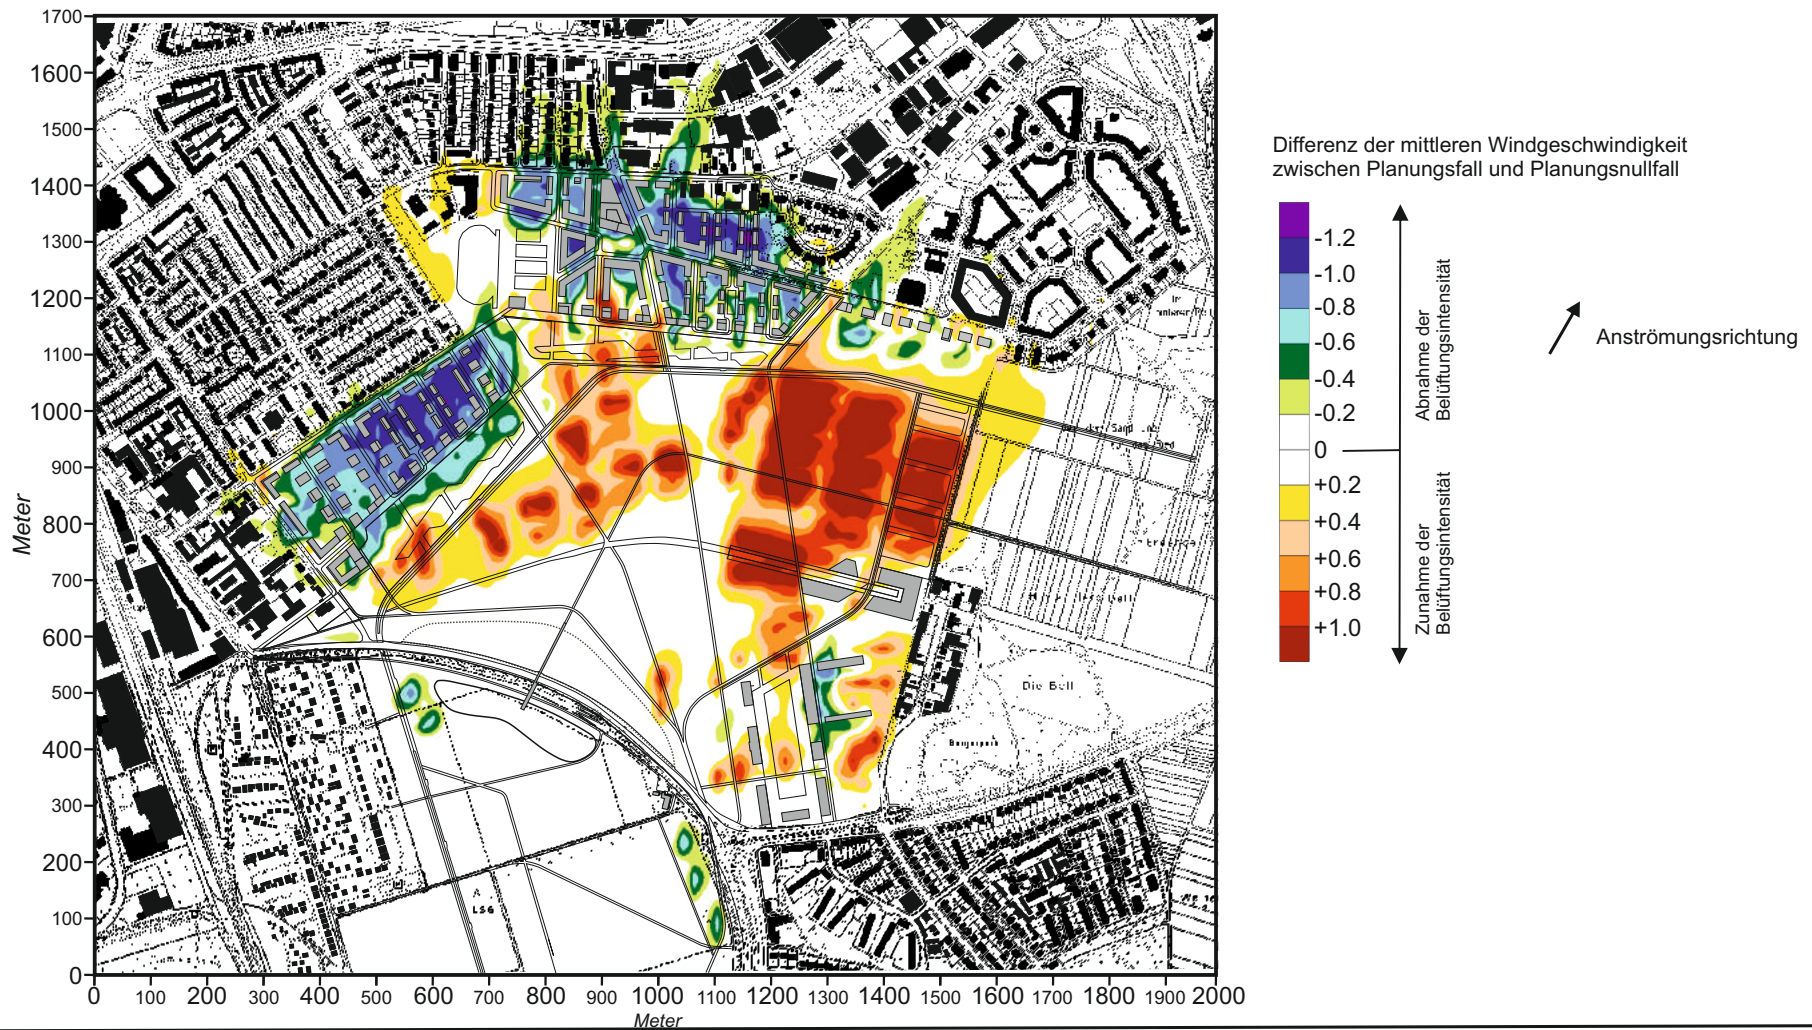 1700
1600
1500
1400
1300
1200
1100
1000
900
800
700
600
500
400
300
200
100
0
Meter
0 100 200 300 400 500 600 700 800 900 1000 1100 1200 1300 1400 1500 1600 1700 1800 1900 2000
Meter
Die Boll
LSG
Differenz der mittleren Windgeschwindigkeit
zwischen Planungsfall und Planungsnullfall
-1.2
-1.0
-0.8
-0.6
-0.4
-0.2
0
+0.2
+0.4
+0.6
+0.8
+1.0
Abnahme der
Belüftungsintensität
Zunahme der
Belüftungsintensität
Anströmungsrichtung